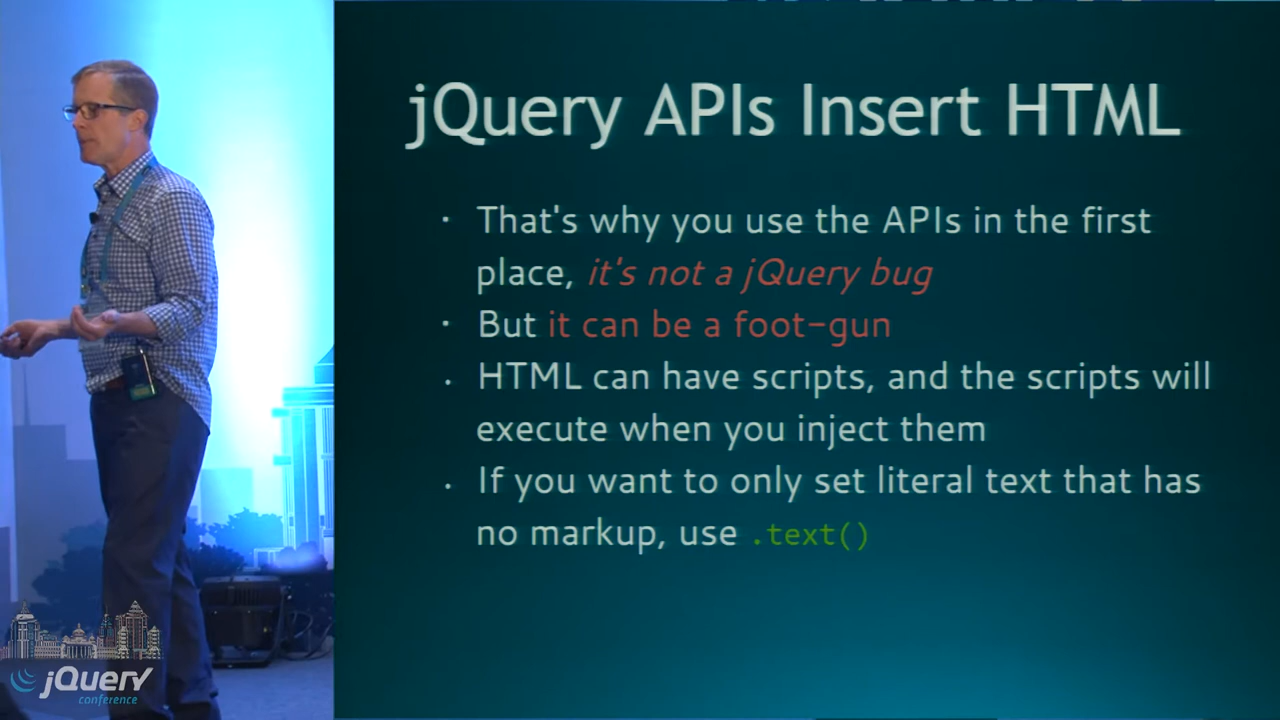 jQuery APIs Insert HTML
· That's why you use the APIs in the first
place, it's not a jQuery bug
· But it can be a foot-gun
· HTML can have scripts, and the scripts will
execute when you inject them
· If you want to only set literal text that has
no markup, use .text()
jQuery
conference